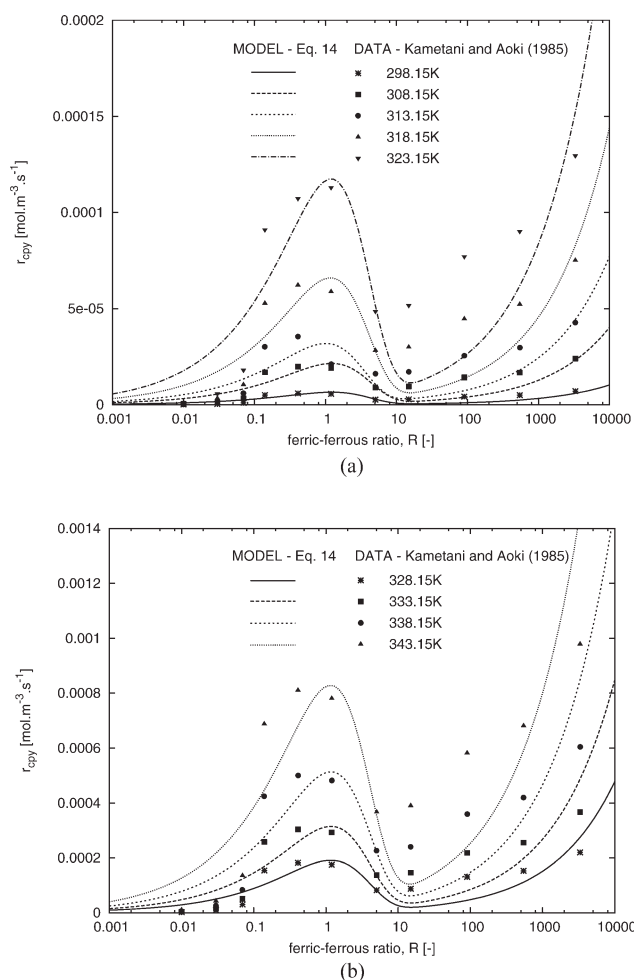 0.0002
MODEL - Eq. 14 DATA - Kametani and Aoki (1985)
298.15K
308.15K
0.00015
313.15K
318.15K
323.15K
r_cpy [mol.m⁻³.s⁻¹]
0.0001
5e-05
0
0.001 0.01 0.1 1 10 100 1000 10000
ferric-ferrous ratio, R [-]
(a)
0.0014
MODEL - Eq. 14 DATA - Kametani and Aoki (1985)
0.0012
328.15K
333.15K
338.15K
0.001
343.15K
r_cpy [mol.m⁻³.s⁻¹]
0.0008
0.0006
0.0004
0.0002
0
0.001 0.01 0.1 1 10 100 1000 10000
ferric-ferrous ratio, R [-]
(b)